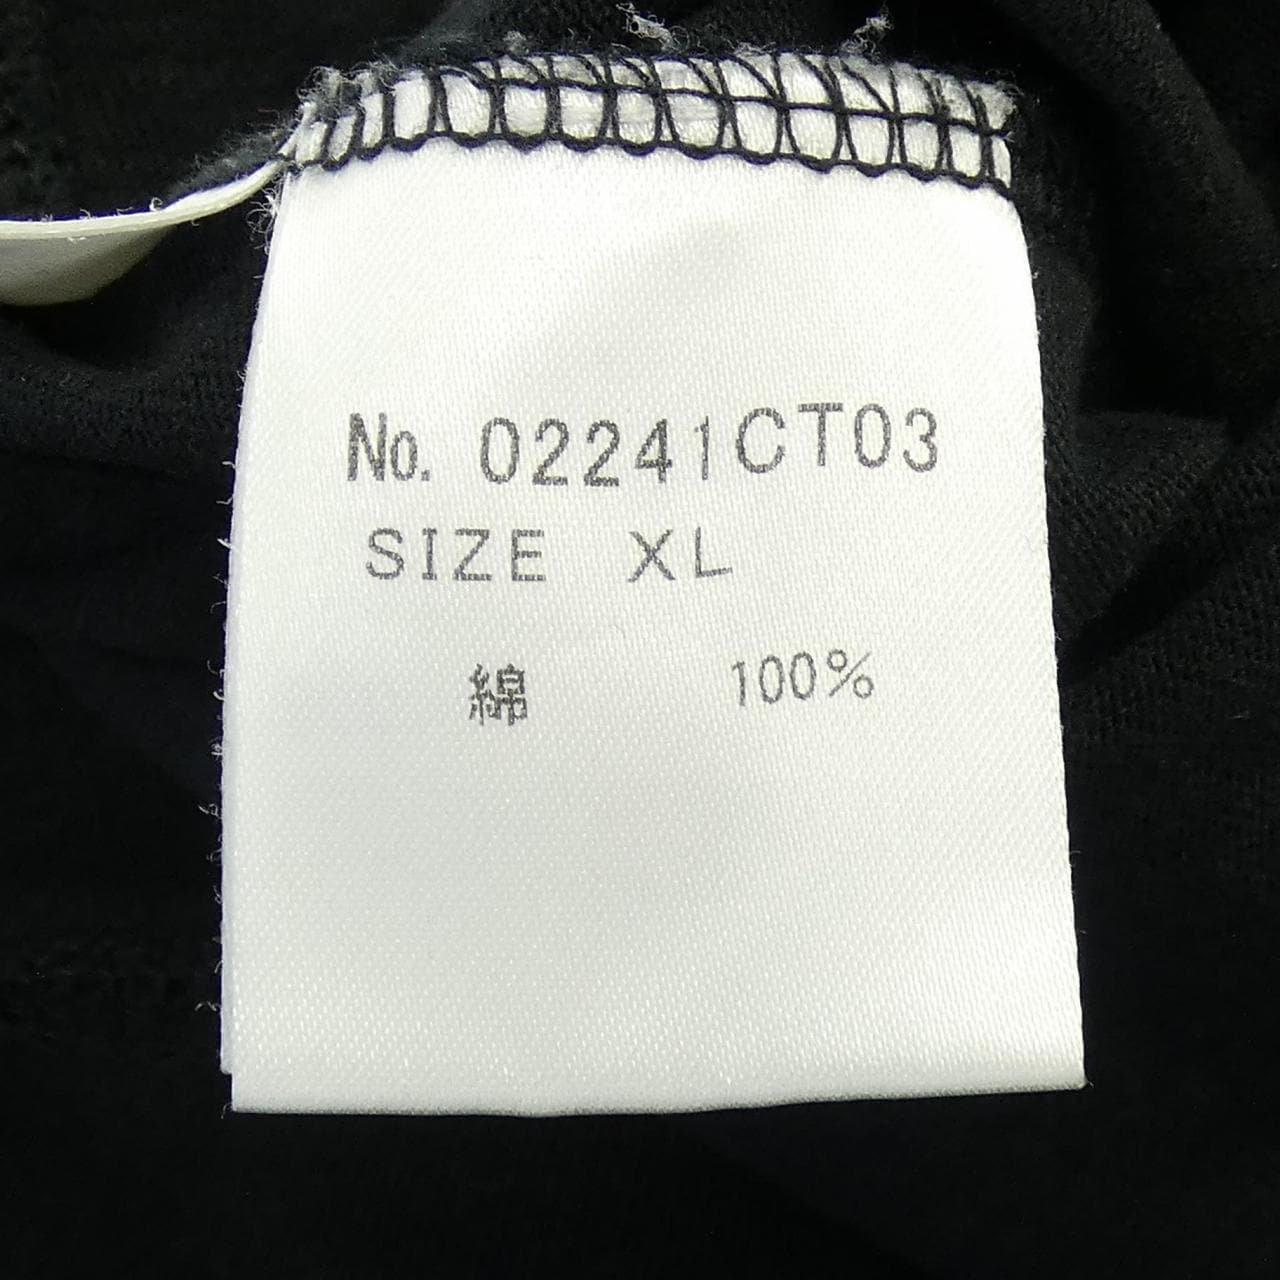 No. 02241CT03
SIZE XL
綿 100%